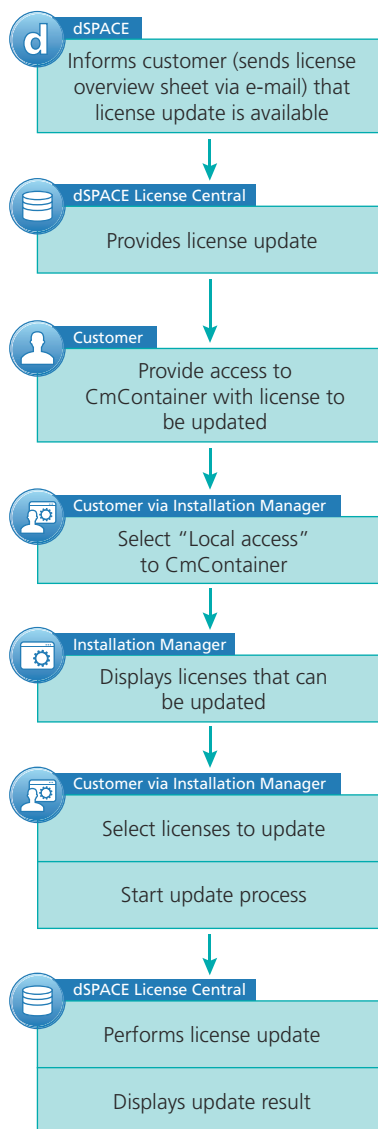 d
dSPACE
Informs customer (sends license
overview sheet via e-mail) that
license update is available
dSPACE License Central
Provides license update
Customer
Provide access to
CmContainer with license to
be updated
Customer via Installation Manager
Select “Local access”
to CmContainer
Installation Manager
Displays licenses that can
be updated
Customer via Installation Manager
Select licenses to update
Start update process
dSPACE License Central
Performs license update
Displays update result